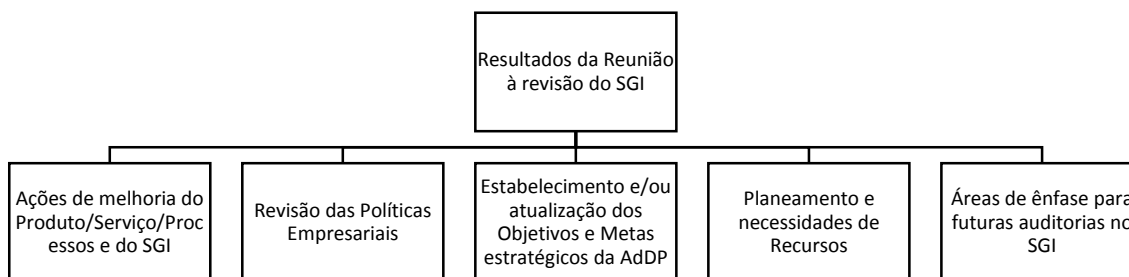 Resultados da Reunião
à revisão do SGI
Ações de melhoria do
Produto/Serviço/Proc
essos e do SGI
Revisão das Políticas
Empresariais
Estabelecimento e/ou
atualização dos
Objetivos e Metas
estratégicos da AdDP
Planeamento e
necessidades de
Recursos
Áreas de ênfase para
futuras auditorias no
SGI